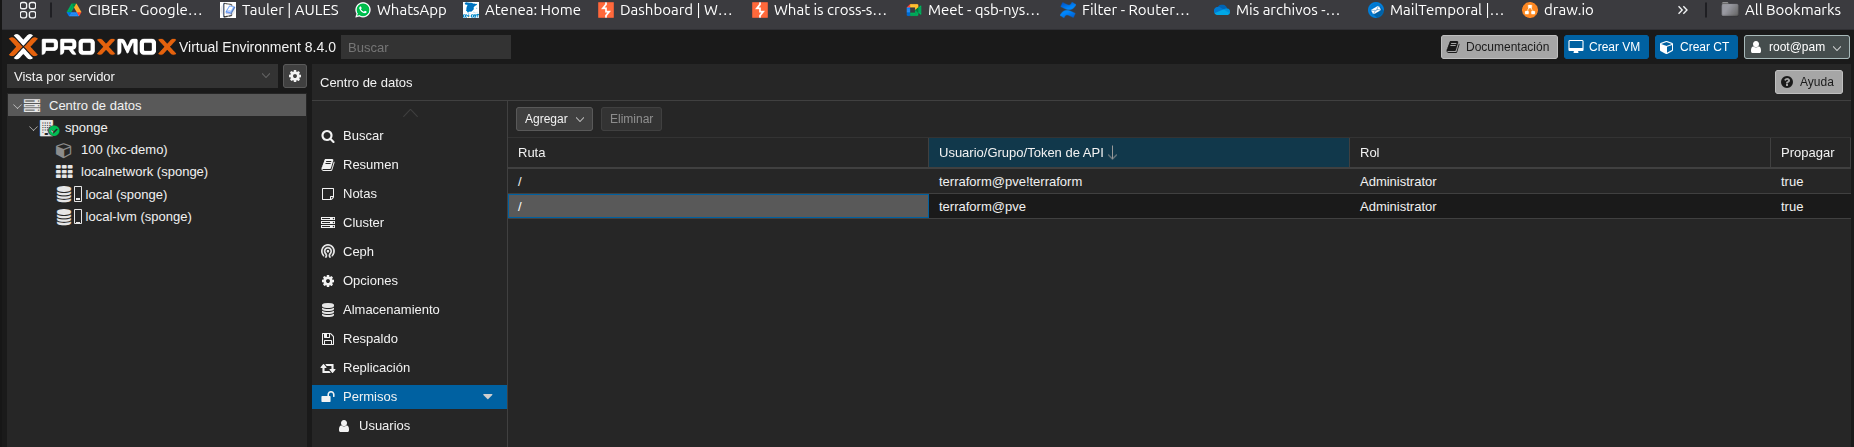 CIBER - Google...
Tauler | AULES
WhatsApp
Atenea: Home
Dashboard | W...
What is cross-s...
Meet - qsb-nys...
Filter - Router...
Mis archivos -...
MailTemporal |...
draw.io
»
All Bookmarks
PROXMOX Virtual Environment 8.4.0
Buscar
Documentación
Crear VM
Crear CT
root@pam
Vista por servidor
Centro de datos
sponge
100 (lxc-demo)
localnetwork (sponge)
local (sponge)
local-lvm (sponge)
Centro de datos
Ayuda
Buscar
Resumen
Notas
Cluster
Ceph
Opciones
Almacenamiento
Respaldo
Replicación
Permisos
Usuarios
Agregar
Eliminar
Ruta Usuario/Grupo/Token de API Rol Propagar
/ terraform@pve!terraform Administrator true
/ terraform@pve Administrator true